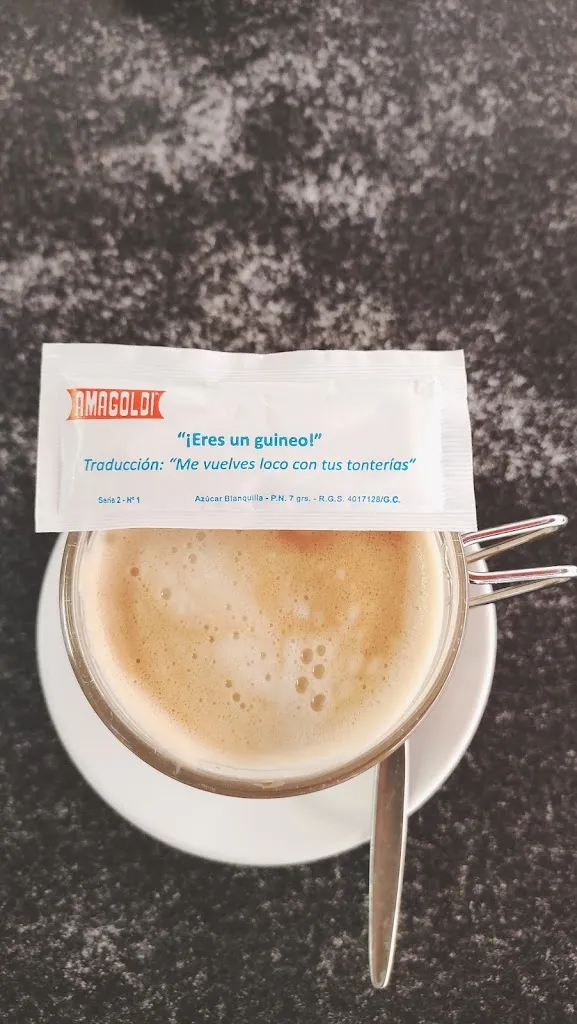 AMAGOLDI
"¡Eres un guineo!"
Traducción: "Me vuelves loco con tus tonterías"
Serie 2 - Nº 1 Azúcar Blanquilla - P.N. 7 grs. - R.G.S. 4017128/G.C.